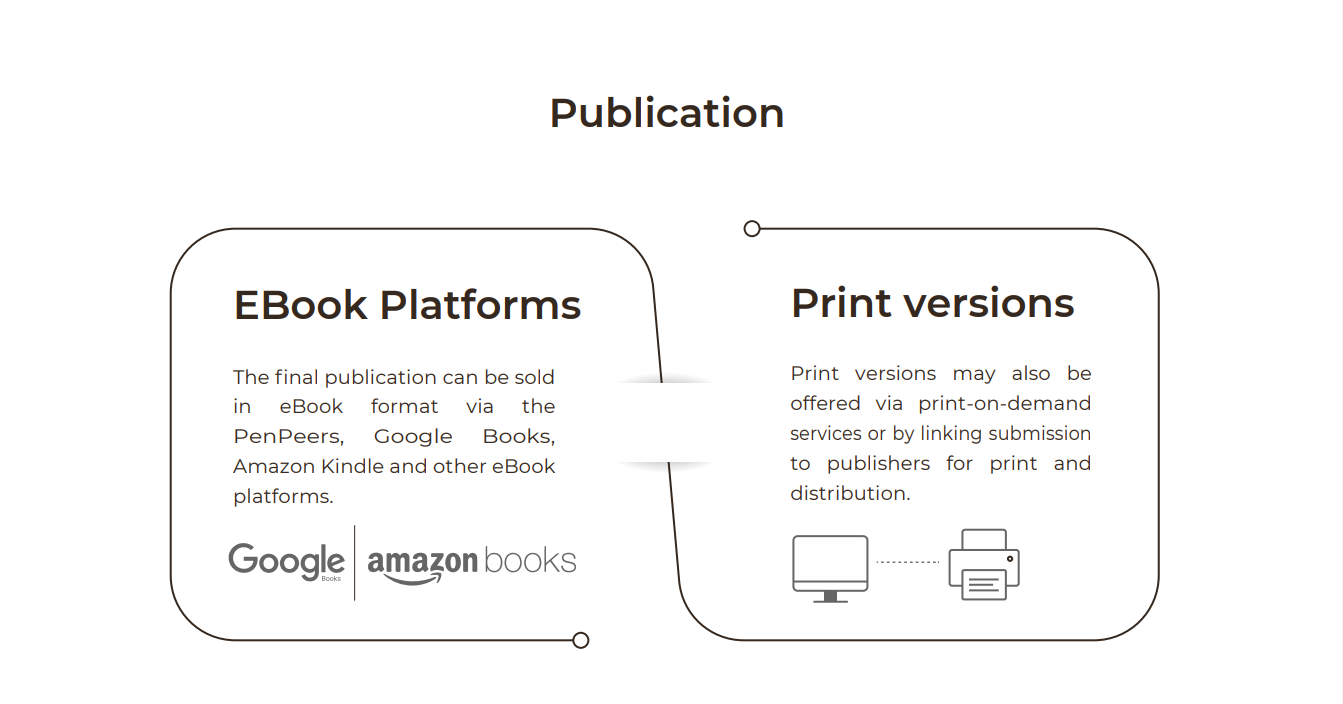 Publication
EBook Platforms
The final publication can be sold
in eBook format via the
PenPeers, Google Books,
Amazon Kindle and other eBook
platforms.
Google
Books
amazon books
Print versions
Print versions may also be
offered via print-on-demand
services or by linking submission
to publishers for print and
distribution.